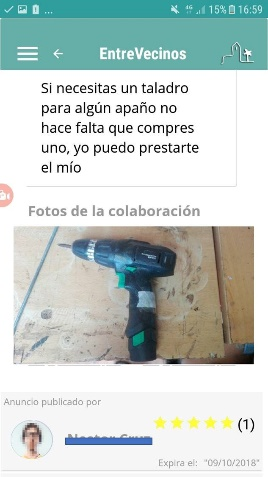 15% 16:59
EntreVecinos
Si necesitas un taladro
para algún apaño no
hace falta que compres
uno, yo puedo prestarte
el mío
Fotos de la colaboración
Anuncio publicado por
(1)
Expira el: "09/10/2018"